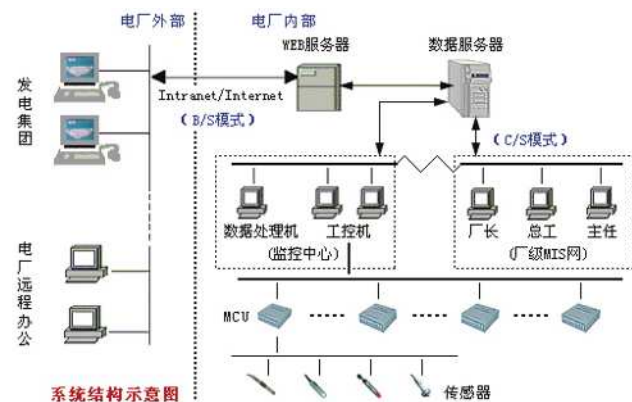 电厂外部
电厂内部
WEB服务器
数据服务器
发电集团
Intranet/Internet
(B/S模式)
(C/S模式)
数据处理机
工控机
(监控中心)
厂长
总工
主任
(厂级MIS网)
电厂远程办公
MCU
传感器
系统结构示意图